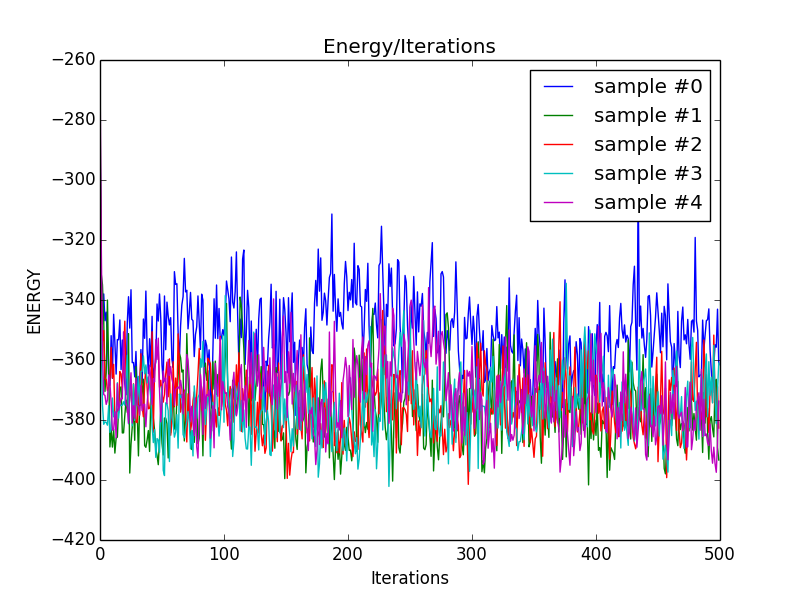 Energy/Iterations
−260
−280
−300
−320
−340
−360
−380
−400
−420
ENERGY
sample #0
sample #1
sample #2
sample #3
sample #4
0 100 200 300 400 500
Iterations